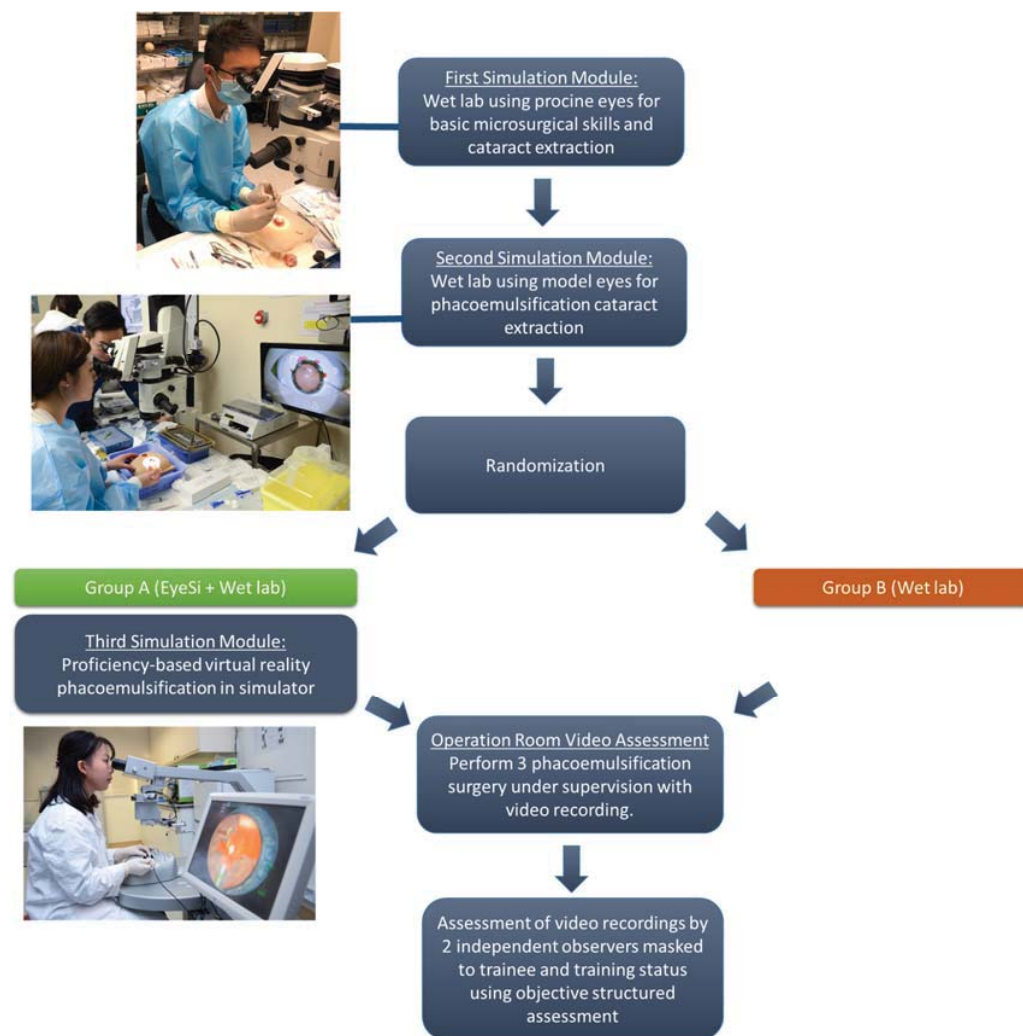 First Simulation Module:
Wet lab using procine eyes for
basic microsurgical skills and
cataract extraction
Second Simulation Module:
Wet lab using model eyes for
phacoemulsification cataract
extraction
Randomization
Group A (EyeSi + Wet lab)
Group B (Wet lab)
Third Simulation Module:
Proficiency-based virtual reality
phacoemulsification in simulator
Operation Room Video Assessment
Perform 3 phacoemulsification
surgery under supervision with
video recording.
Assessment of video recordings by
2 independent observers masked
to trainee and training status
using objective structured
assessment